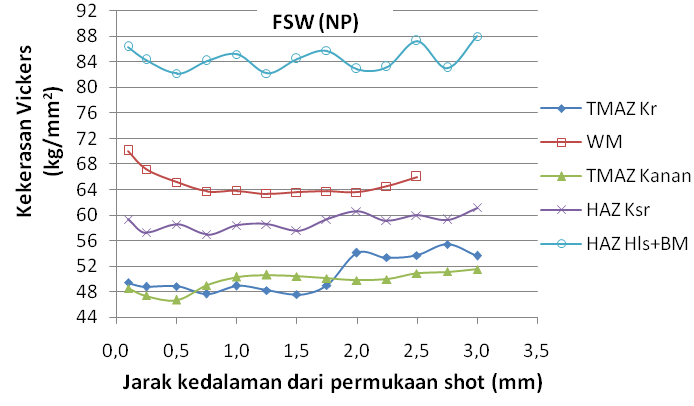 FSW (NP)
Kekerasan Vickers
(kg/mm²)
92
88
84
80
76
72
68
64
60
56
52
48
44
0,0
0,5
1,0
1,5
2,0
2,5
3,0
3,5
Jarak kedalaman dari permukaan shot (mm)
TMAZ Kr
WM
TMAZ Kanan
HAZ Ksr
HAZ Hls+BM